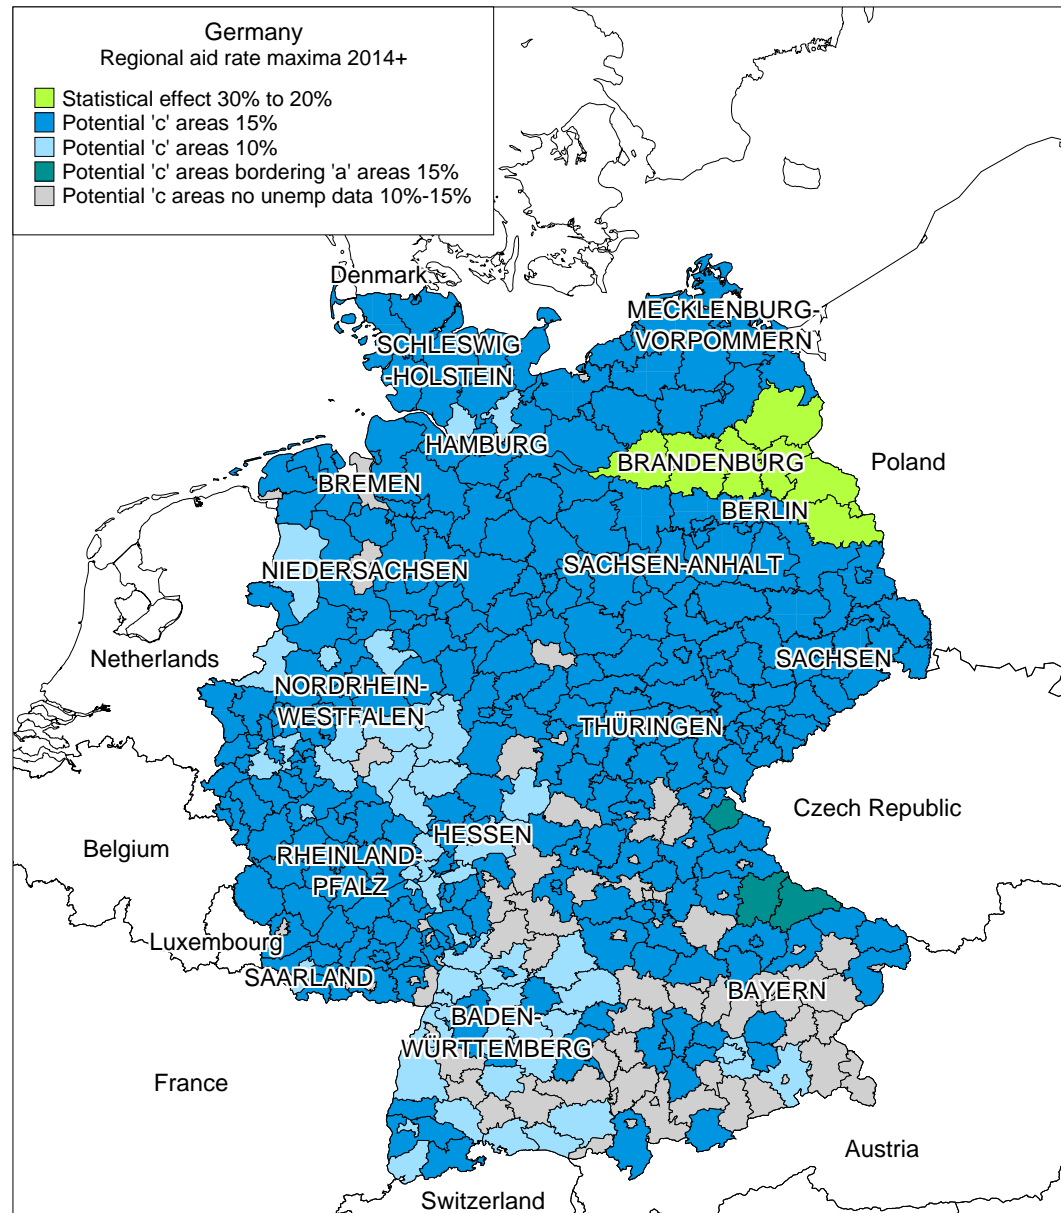 Germany
Regional aid rate maxima 2014+
Statistical effect 30% to 20%
Potential 'c' areas 15%
Potential 'c' areas 10%
Potential 'c' areas bordering 'a' areas 15%
Potential 'c areas no unemp data 10%-15%
Denmark
MECKLENBURG-
VORPOMMERN
SCHLESWIG
-HOLSTEIN
HAMBURG
BRANDENBURG
Poland
BREMEN
BERLIN
NIEDERSACHSEN
SACHSEN-ANHALT
Netherlands
SACHSEN
NORDRHEIN-
WESTFALEN
THÜRINGEN
Czech Republic
HESSEN
Belgium
RHEINLAND-
PFALZ
Luxembourg
SAARLAND
BAYERN
BADEN-
WÜRTTEMBERG
France
Austria
Switzerland